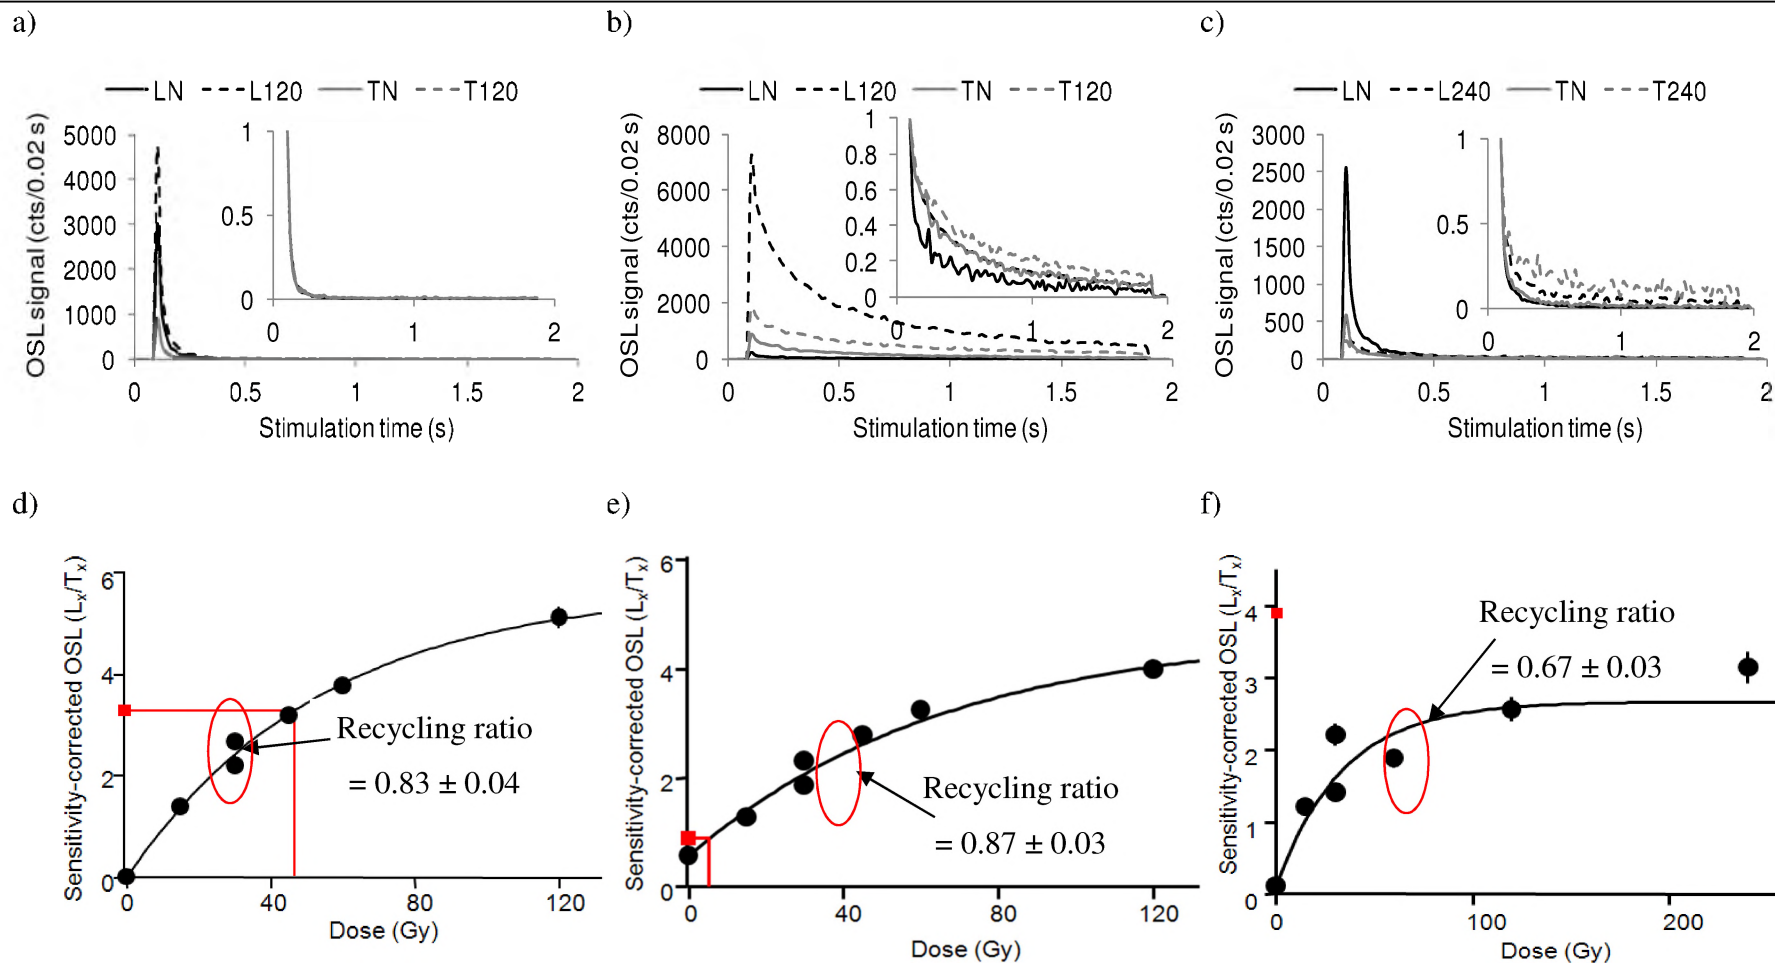 a)
LN L120 TN T120
OSL signal (cts/0.02 s)
5000
4000
3000
2000
1000
0
0 0.5 1 1.5 2
Stimulation time (s)
1
0.5
0
0 1 2
b)
LN L120 TN T120
OSL signal (cts/0.02 s)
8000
6000
4000
2000
0
0 0.5 1 1.5 2
Stimulation time (s)
1
0.8
0.6
0.4
0.2
0
0 1 2
c)
LN L240 TN T240
OSL signal (cts/0.02 s)
3000
2500
2000
1500
1000
500
0
0 0.5 1 1.5 2
Stimulation time (s)
1
0.5
0
0 1 2
d)
Sensitivity-corrected OSL (Lx/Tx)
6
4
2
0
0 40 80 120
Dose (Gy)
Recycling ratio
= 0.83 ± 0.04
e)
Sensitivity-corrected OSL (Lx/Tx)
6
4
2
0
0 40 80 120
Dose (Gy)
Recycling ratio
= 0.87 ± 0.03
f)
Sensitivity-corrected OSL (Lx/Tx)
4
3
2
1
0
0 100 200
Dose (Gy)
Recycling ratio
= 0.67 ± 0.03